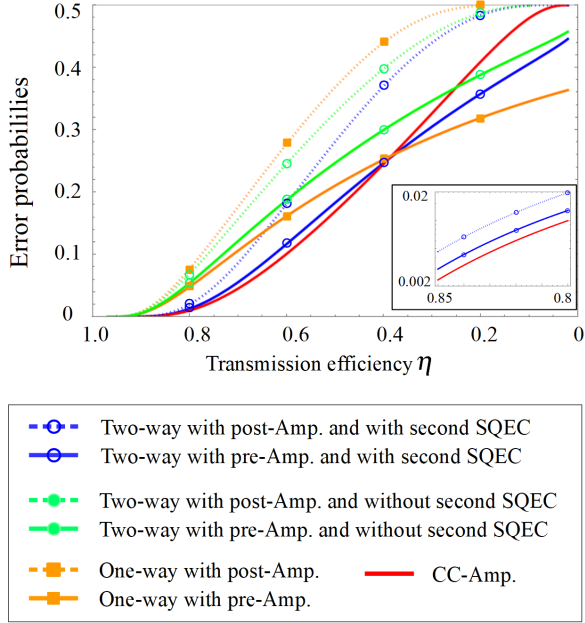 0.5
0.4
0.3
0.2
0.1
0
Error probabililies
0.02
0.002
0.85
0.8
1.0
0.8
0.6
0.4
0.2
0
Transmission efficiency η
Two-way with post-Amp. and with second SQEC
Two-way with pre-Amp. and with second SQEC
Two-way with post-Amp. and without second SQEC
Two-way with pre-Amp. and without second SQEC
One-way with post-Amp.
CC-Amp.
One-way with pre-Amp.